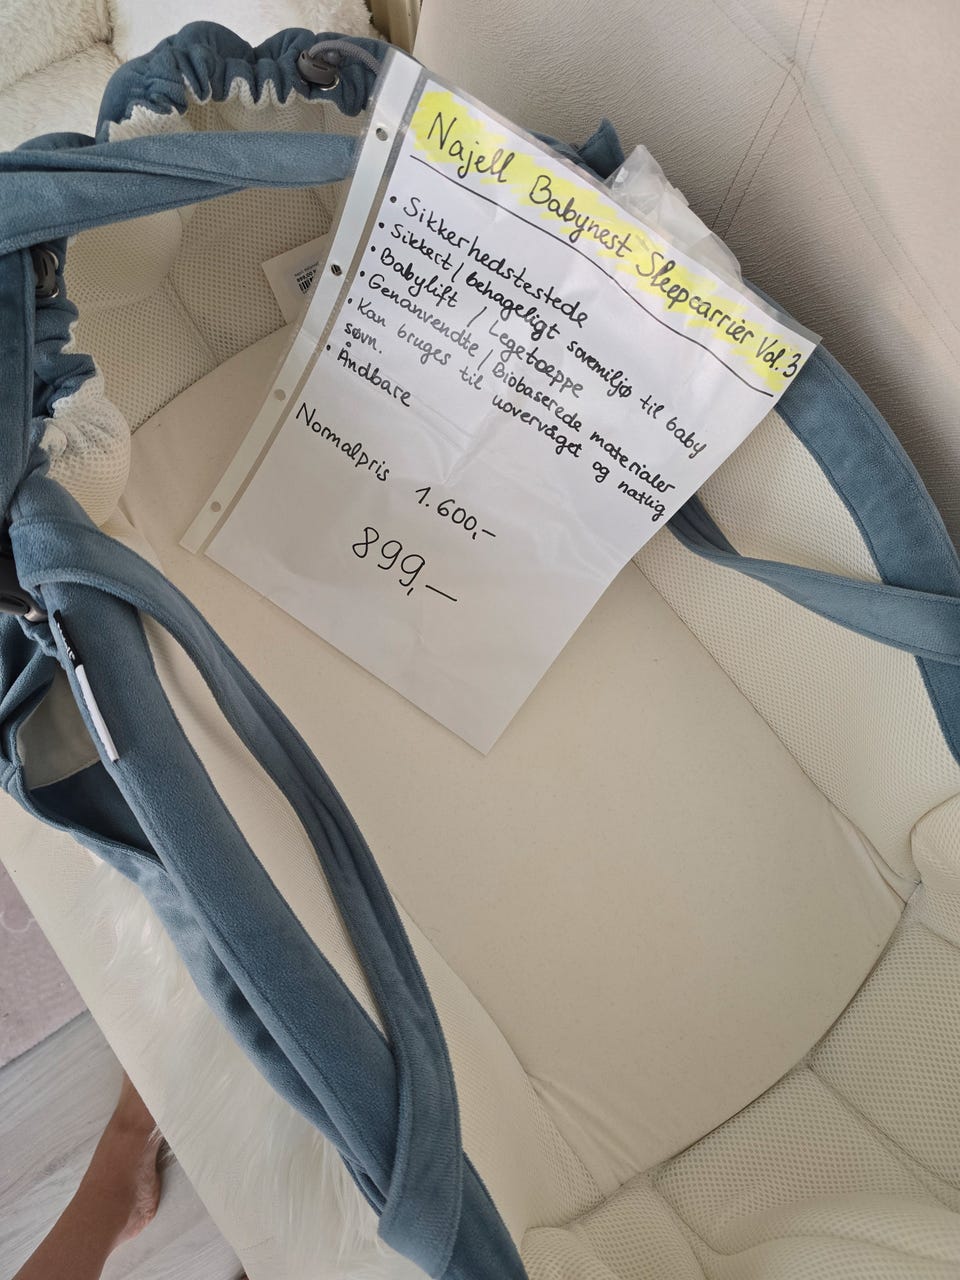 Najell Babynest Sleepcarrier Vol.3
• Sikkerhedstestede
• Sikkert / behageligt sovemiljø til baby
• Babylift / Legetæppe
• Genanvendte / Biobaserede materialer
• Kan bruges til uovervåget og natlig
søvn.
• Åndbare
Normalpris 1.600,-
899,-